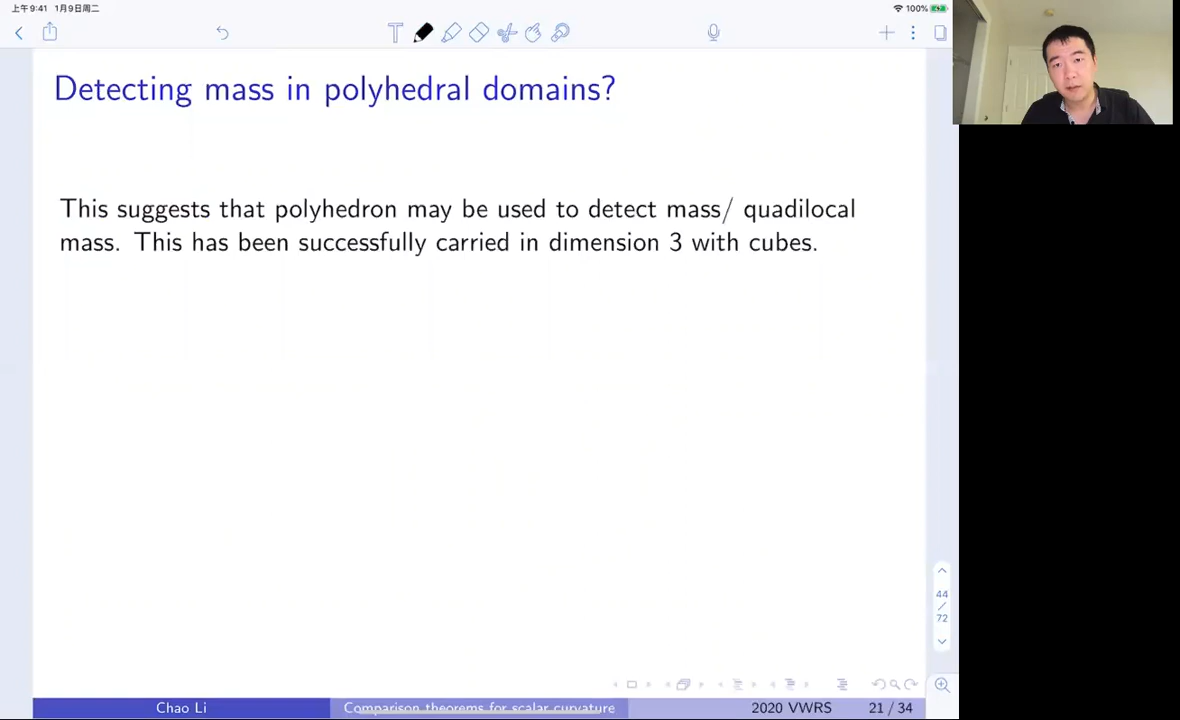 上午9:41 1月9日周二
100%
Detecting mass in polyhedral domains?
This suggests that polyhedron may be used to detect mass/ quadilocal
mass. This has been successfully carried in dimension 3 with cubes.
44
/
72
Chao Li
Comparison theorems for scalar curvature
2020 VWRS
21 / 34